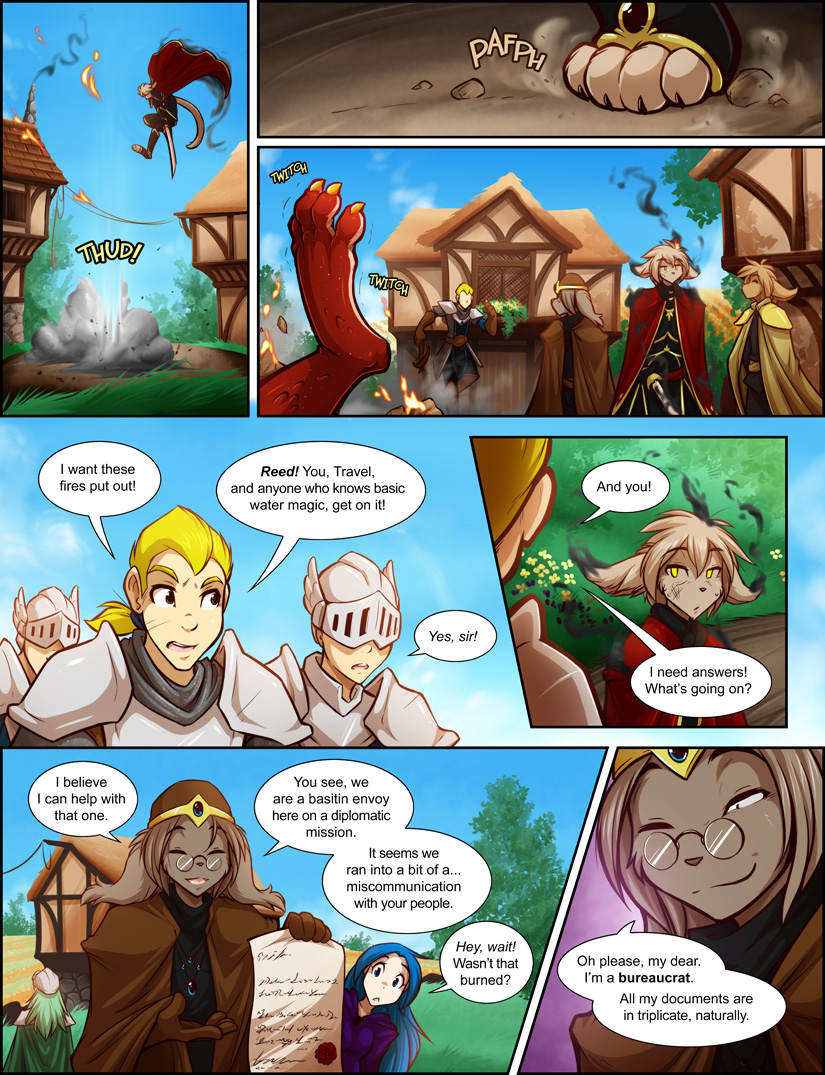 THUD!
PAFPH
TWITCH
TWITCH
I want these
fires put out!
Reed! You, Travel,
and anyone who knows basic
water magic, get on it!
Yes, sir!
And you!
I need answers!
What's going on?
I believe
I can help with
that one.
You see, we
are a basitin envoy
here on a diplomatic
mission.
It seems we
ran into a bit of a...
miscommunication
with your people.
Hey, wait!
Wasn't that
burned?
Oh please, my dear.
I'm a bureaucrat.
All my documents are
in triplicate, naturally.